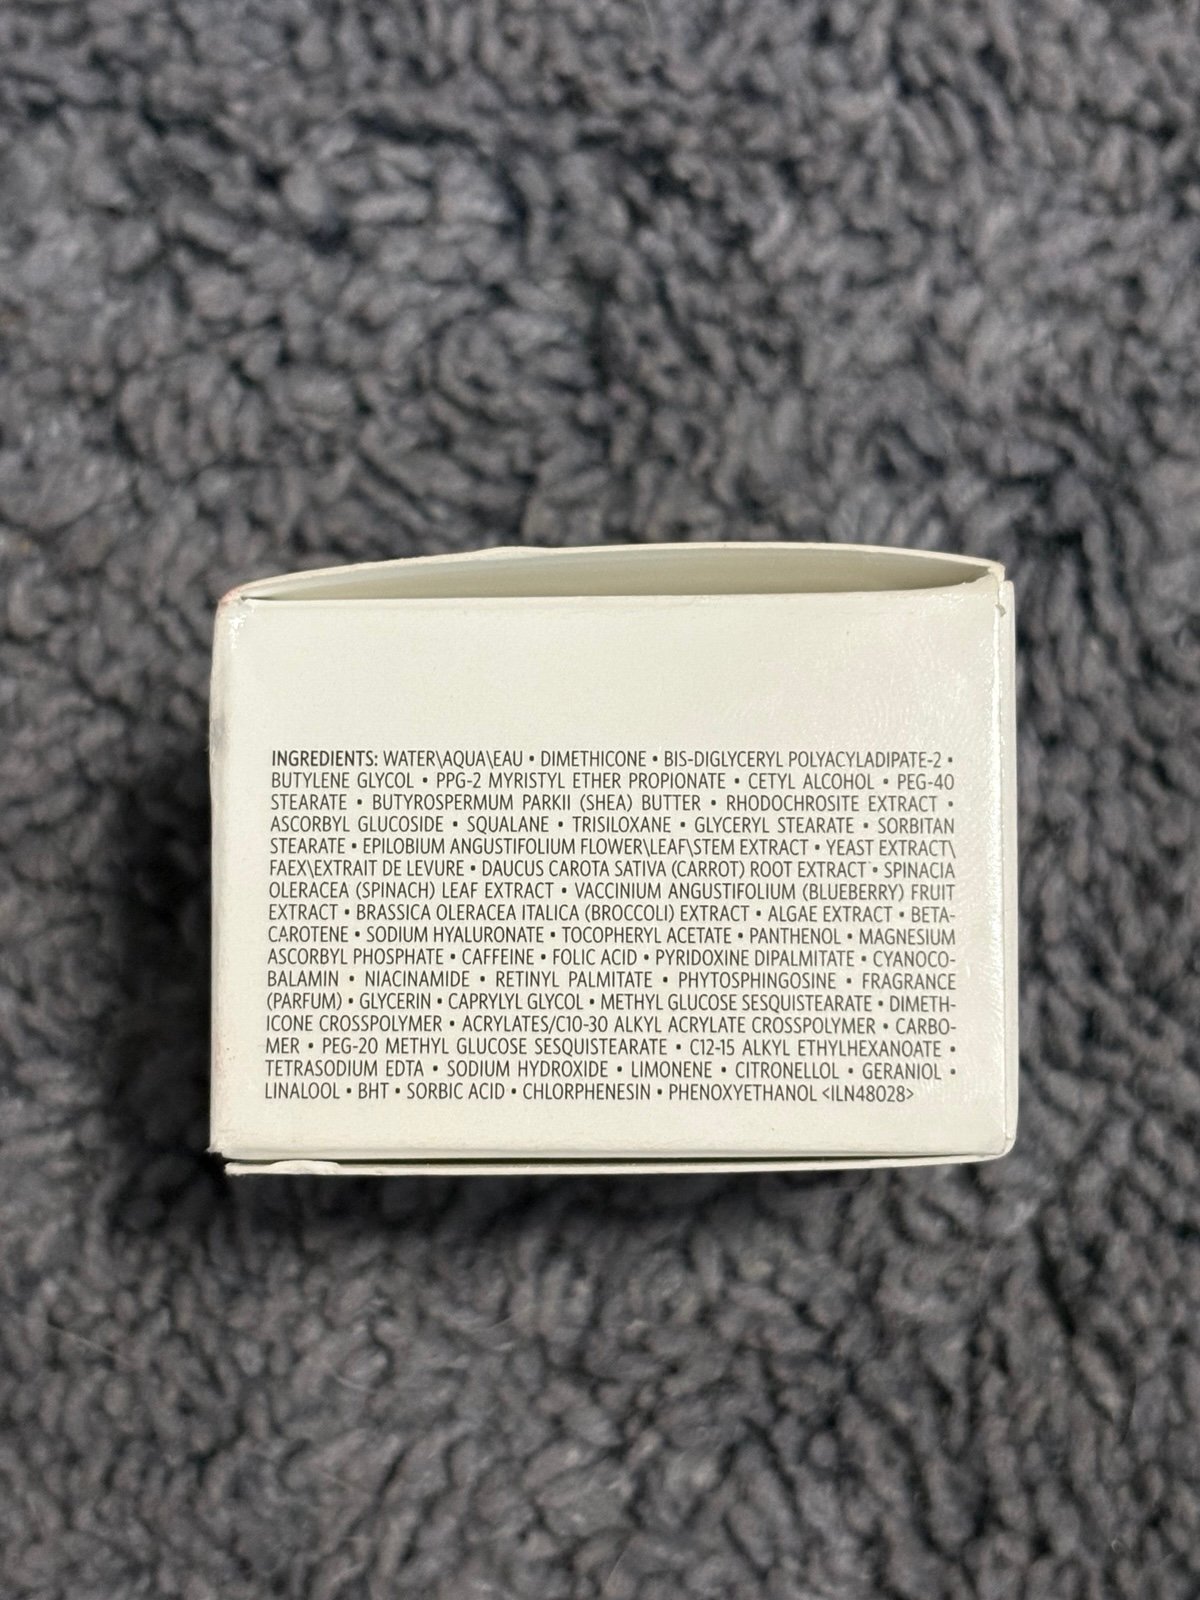 INGREDIENTS: WATER\AQUA\EAU • DIMETHICONE • BIS-DIGLYCERYL POLYACYLADIPATE-2 •
BUTYLENE GLYCOL • PPG-2 MYRISTYL ETHER PROPIONATE • CETYL ALCOHOL • PEG-40
STEARATE • BUTYROSPERMUM PARKII (SHEA) BUTTER • RHODOCHROSITE EXTRACT •
ASCORBYL GLUCOSIDE • SQUALANE • TRISILOXANE • GLYCERYL STEARATE • SORBITAN
STEARATE • EPILOBIUM ANGUSTIFOLIUM FLOWER\LEAF\STEM EXTRACT • YEAST EXTRACT\
FAEX\EXTRAIT DE LEVURE • DAUCUS CAROTA SATIVA (CARROT) ROOT EXTRACT • SPINACIA
OLERACEA (SPINACH) LEAF EXTRACT • VACCINIUM ANGUSTIFOLIUM (BLUEBERRY) FRUIT
EXTRACT • BRASSICA OLERACEA ITALICA (BROCCOLI) EXTRACT • ALGAE EXTRACT • BETA-
CAROTENE • SODIUM HYALURONATE • TOCOPHERYL ACETATE • PANTHENOL • MAGNESIUM
ASCORBYL PHOSPHATE • CAFFEINE • FOLIC ACID • PYRIDOXINE DIPALMITATE • CYANOCO-
BALAMIN • NIACINAMIDE • RETINYL PALMITATE • PHYTOSPHINGOSINE • FRAGRANCE
(PARFUM) • GLYCERIN • CAPRYLYL GLYCOL • METHYL GLUCOSE SESQUISTEARATE • DIMETH-
ICONE CROSSPOLYMER • ACRYLATES/C10-30 ALKYL ACRYLATE CROSSPOLYMER • CARBO-
MER • PEG-20 METHYL GLUCOSE SESQUISTEARATE • C12-15 ALKYL ETHYLHEXANOATE •
TETRASODIUM EDTA • SODIUM HYDROXIDE • LIMONENE • CITRONELLOL • GERANIOL •
LINALOOL • BHT • SORBIC ACID • CHLORPHENESIN • PHENOXYETHANOL <ILN48028>